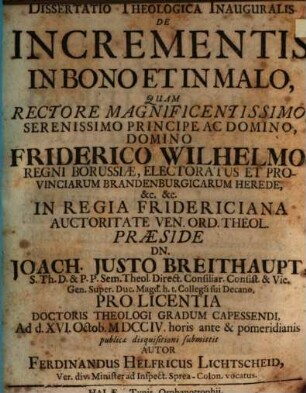 DISSERTATIO THEOLOGICA INAUGURALIS
DE
INCREMENTIS
IN BONO ET IN MALO,
QUAM
RECTORE MAGNIFICENTISSIMO
SERENISSIMO PRINCIPE AC DOMINO,
DOMINO
FRIDERICO WILHELMO
REGNI BORUSSIÆ, ELECTORATUS ET PRO-
VINCIARUM BRANDENBURGICARUM HEREDE,
&c. &c.
IN REGIA FRIDERICIANA
AUCTORITATE VEN. ORD. THEOL.
PRÆSIDE
DN.
JOACH. JUSTO BREITHAUPT,
S. Th. D. & P. P. Sem. Theol. Direct. Consiliar. Consist. & Vic.
Gen. Super. Duc. Magd. h. t. Collegii sui Decano,
PRO LICENTIA
DOCTORIS THEOLOGI GRADUM CAPESSENDI,
Ad d. XVI. Octob. MDCCIV. horis ante & pomeridianis
publicæ disquisitioni submittit
AUTOR
FERDINANDUS HELFRICUS LICHTSCHEID,
Ver. divi Minister ad Inspect. Sprea-Colon. vocatus.
HALÆ, Typis Orphanotrophii.